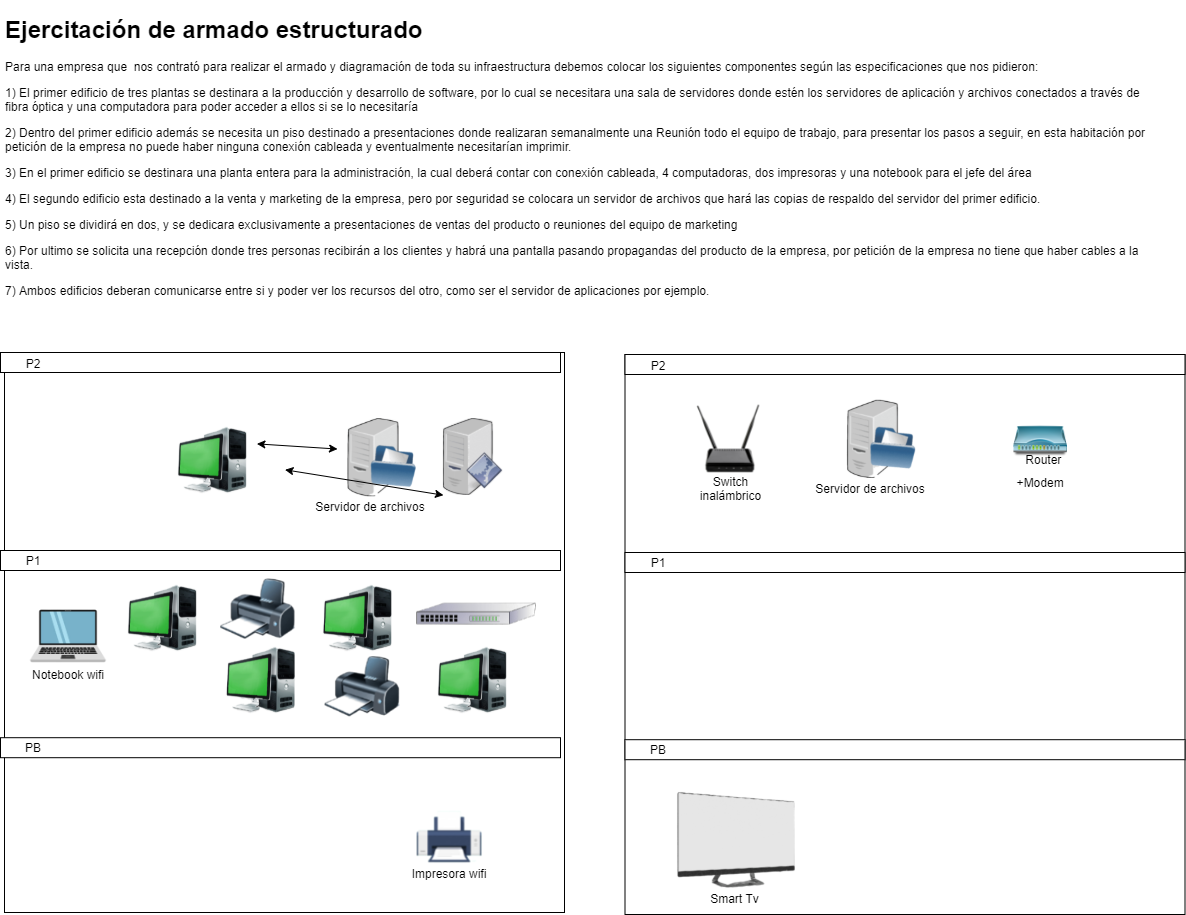 Ejercitación de armado estructurado
Para una empresa que  nos contrató para realizar el armado y diagramación de toda su infraestructura debemos colocar los siguientes componentes según las especificaciones que nos pidieron:
1) El primer edificio de tres plantas se destinara a la producción y desarrollo de software, por lo cual se necesitara una sala de servidores donde estén los servidores de aplicación y archivos conectados a través de
fibra óptica y una computadora para poder acceder a ellos si se lo necesitaría
2) Dentro del primer edificio además se necesita un piso destinado a presentaciones donde realizaran semanalmente una Reunión todo el equipo de trabajo, para presentar los pasos a seguir, en esta habitación por
petición de la empresa no puede haber ninguna conexión cableada y eventualmente necesitarían imprimir.
3) En el primer edificio se destinara una planta entera para la administración, la cual deberá contar con conexión cableada, 4 computadoras, dos impresoras y una notebook para el jefe del área
4) El segundo edificio esta destinado a la venta y marketing de la empresa, pero por seguridad se colocara un servidor de archivos que hará las copias de respaldo del servidor del primer edificio.
5) Un piso se dividirá en dos, y se dedicara exclusivamente a presentaciones de ventas del producto o reuniones del equipo de marketing
6) Por ultimo se solicita una recepción donde tres personas recibirán a los clientes y habrá una pantalla pasando propagandas del producto de la empresa, por petición de la empresa no tiene que haber cables a la
vista.
7) Ambos edificios deberan comunicarse entre si y poder ver los recursos del otro, como ser el servidor de aplicaciones por ejemplo.
P2
Servidor de archivos
P1
Notebook wifi
PB
Impresora wifi
P2
Switch
inalámbrico
Servidor de archivos
Router
+Modem
P1
PB
Smart Tv